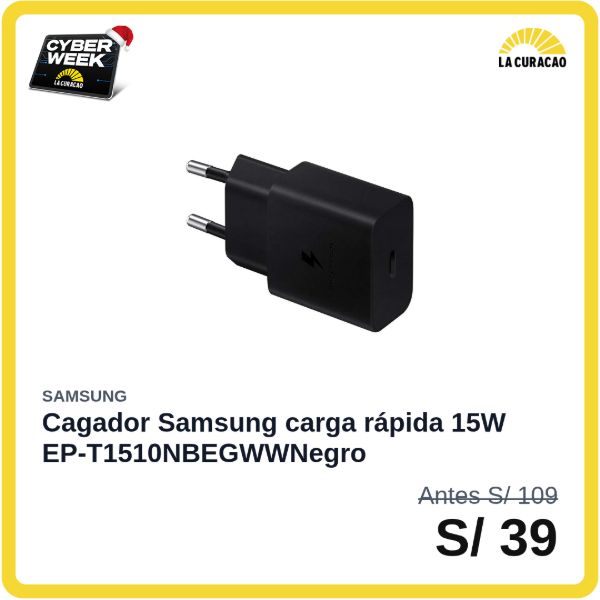 CYBER
WEEK
LA CURACAO
LA CURACAO
SAMSUNG
Cagador Samsung carga rápida 15W
EP-T1510NBEGWWNegro
Antes S/ 109
S/ 39